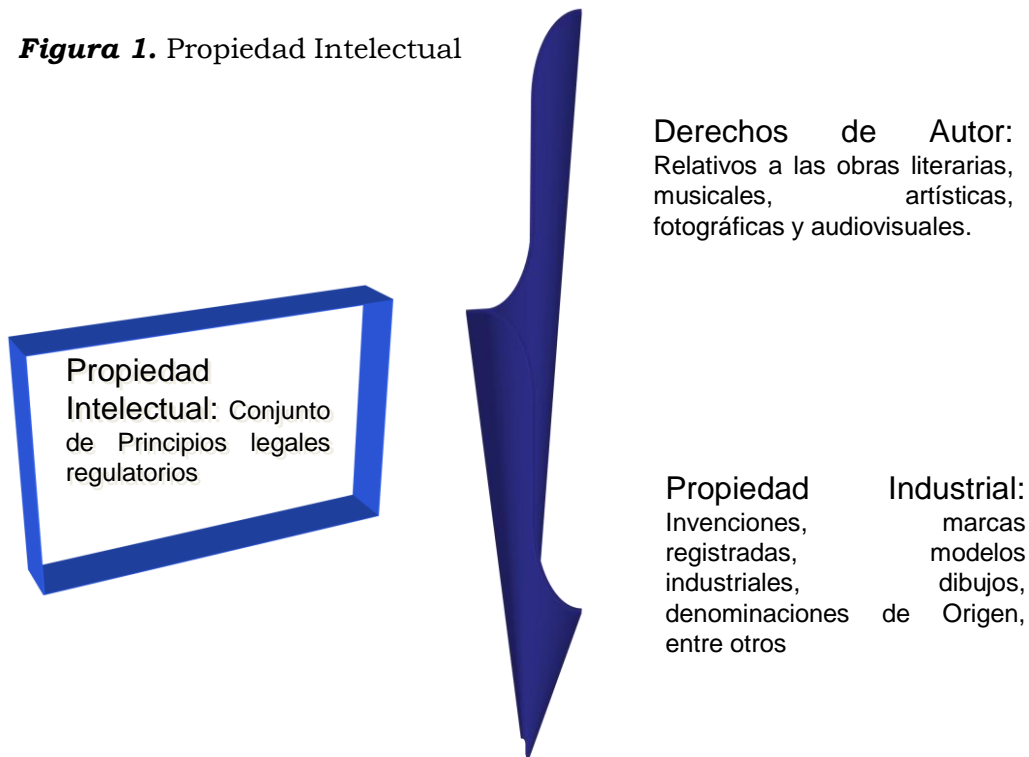 Figura 1. Propiedad Intelectual
Derechos de Autor:
Relativos a las obras literarias,
musicales, artísticas,
fotográficas y audiovisuales.
Propiedad
Intelectual: Conjunto
de Principios legales
regulatorios
Propiedad Industrial:
Invenciones, marcas
registradas, modelos
industriales, dibujos,
denominaciones de Origen,
entre otros